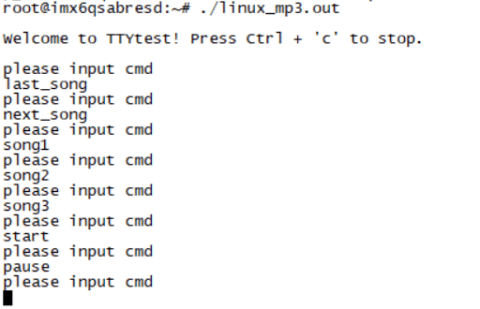 root@imx6qsabresd:~# ./linux_mp3.out
Welcome to TTYtest! Press Ctrl + 'c' to stop.
please input cmd
last_song
please input cmd
next_song
please input cmd
song1
please input cmd
song2
please input cmd
song3
please input cmd
start
please input cmd
pause
please input cmd